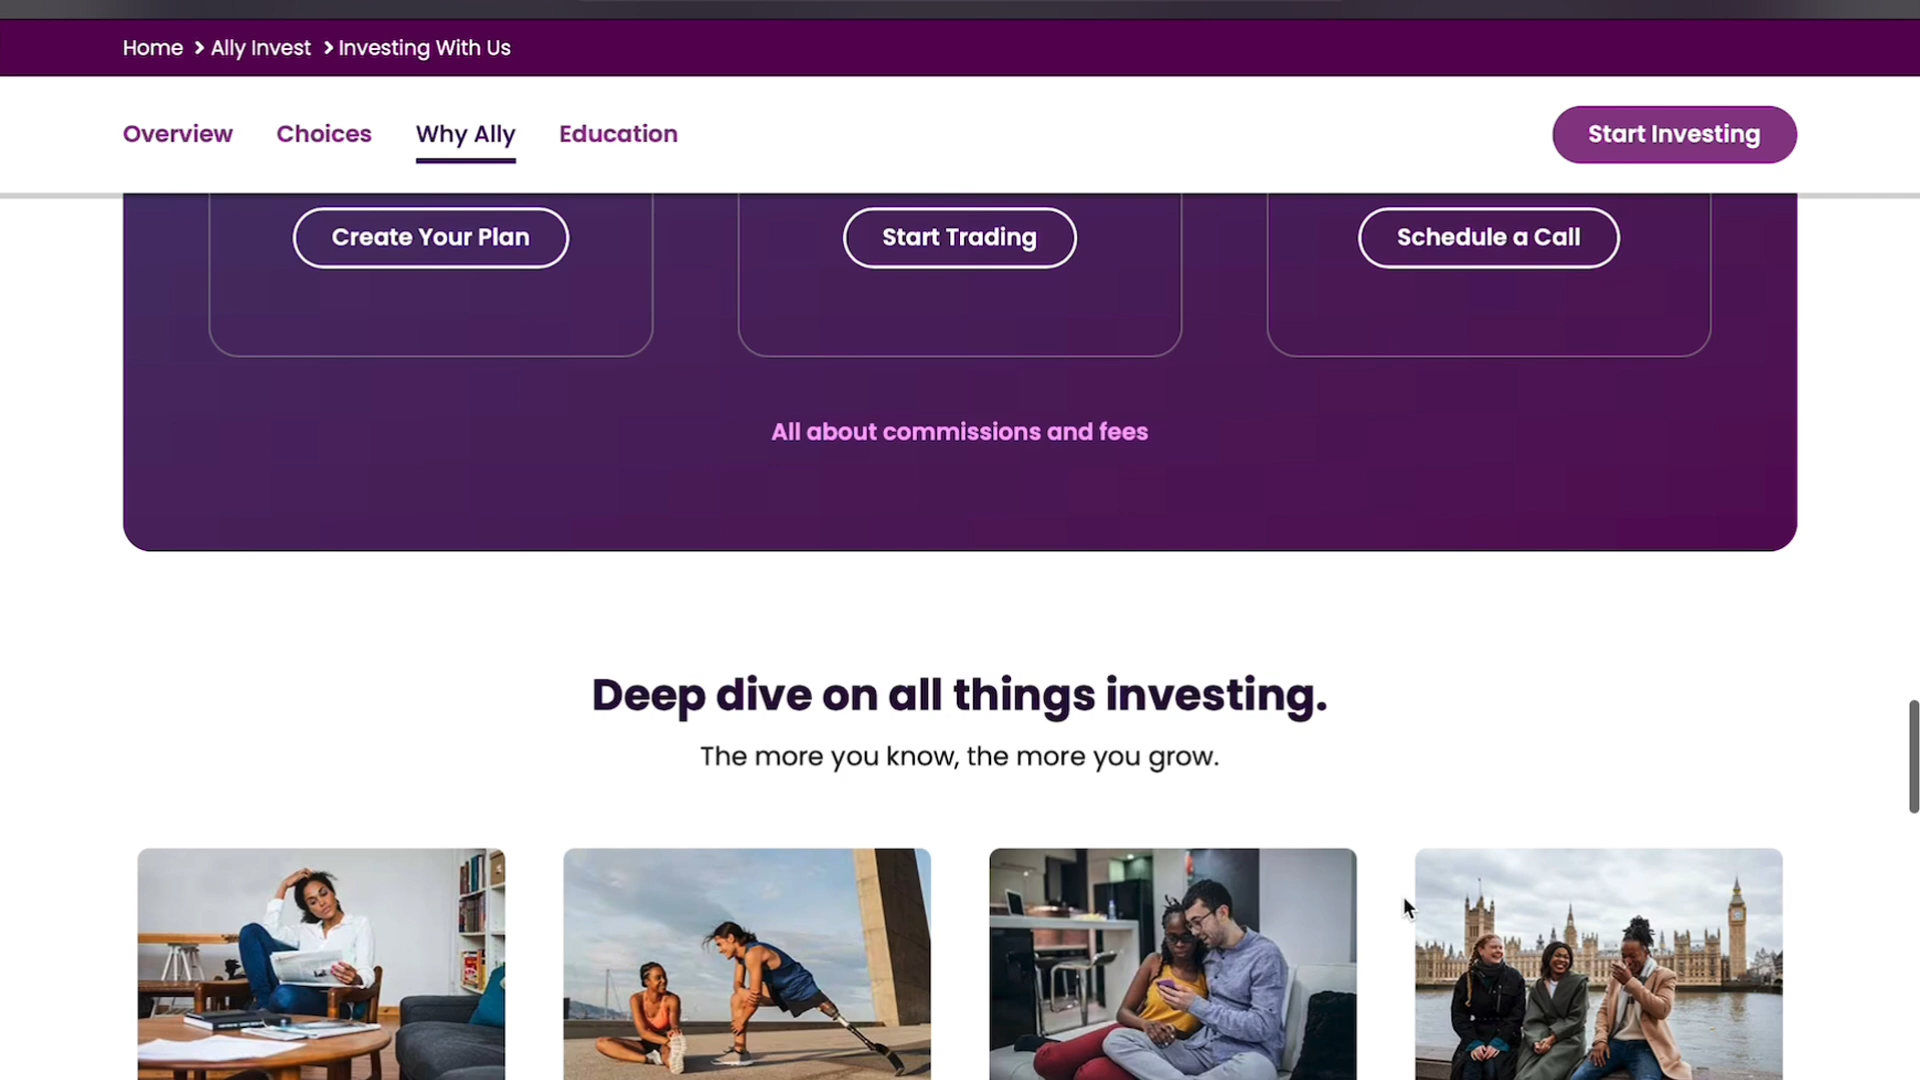 Home > Ally Invest > Investing With Us
Overview Choices Why Ally Education Start Investing
Create Your Plan Start Trading Schedule a Call
All about commissions and fees
Deep dive on all things investing.
The more you know, the more you grow.